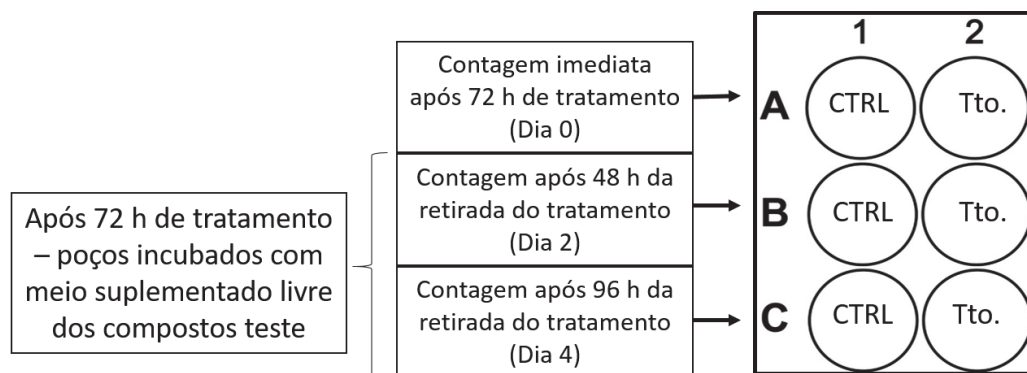 Após 72 h de tratamento
– poços incubados com
meio suplementado livre
dos compostos teste
Contagem imediata
após 72 h de tratamento
(Dia 0)
Contagem após 48 h da
retirada do tratamento
(Dia 2)
Contagem após 96 h da
retirada do tratamento
(Dia 4)
1 2
A CTRL Tto.
B CTRL Tto.
C CTRL Tto.